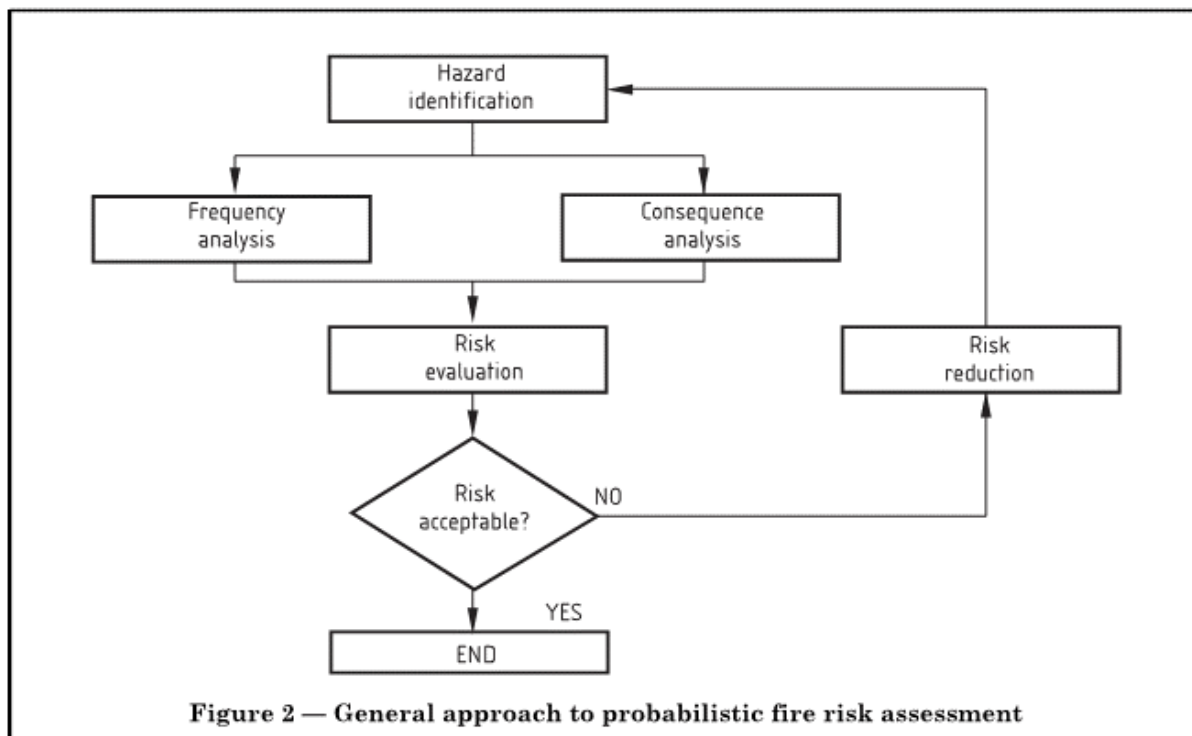 Hazard
identification
Frequency
analysis
Consequence
analysis
Risk
evaluation
Risk
reduction
Risk
acceptable?
NO
YES
END
Figure 2 — General approach to probabilistic fire risk assessment